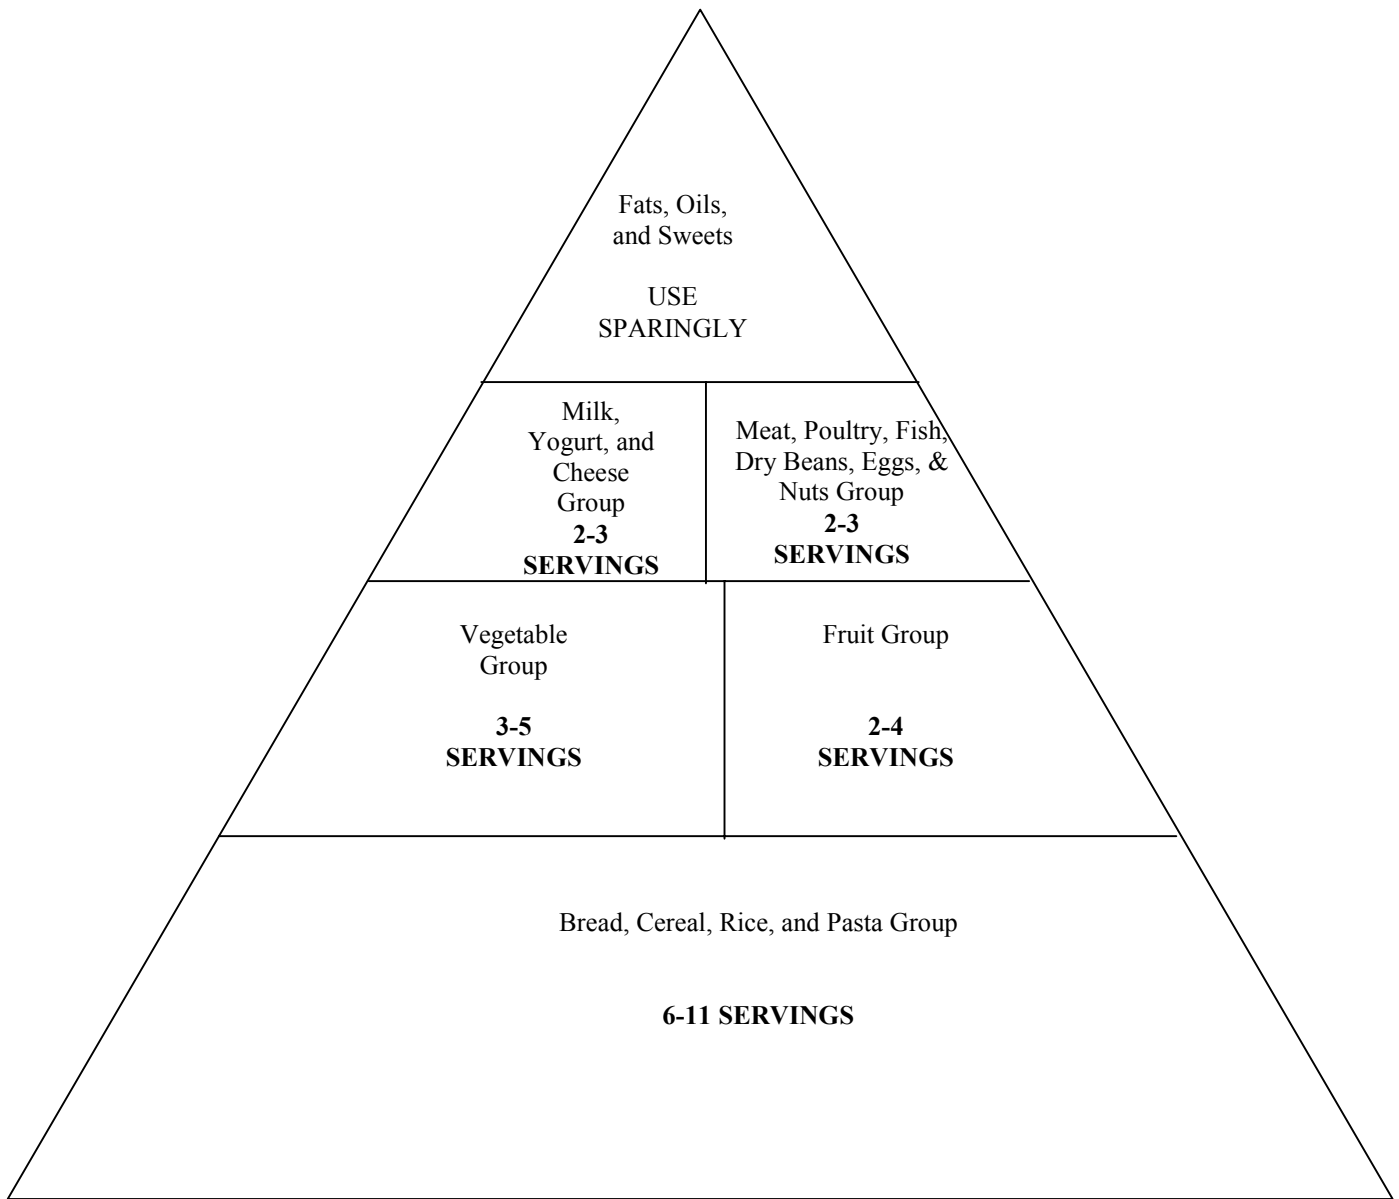 Fats, Oils,
and Sweets
USE
SPARINGLY
Milk,
Yogurt, and
Cheese
Group
2-3
SERVINGS
Meat, Poultry, Fish,
Dry Beans, Eggs, &
Nuts Group
2-3
SERVINGS
Vegetable
Group
3-5
SERVINGS
Fruit Group
2-4
SERVINGS
Bread, Cereal, Rice, and Pasta Group
6-11 SERVINGS